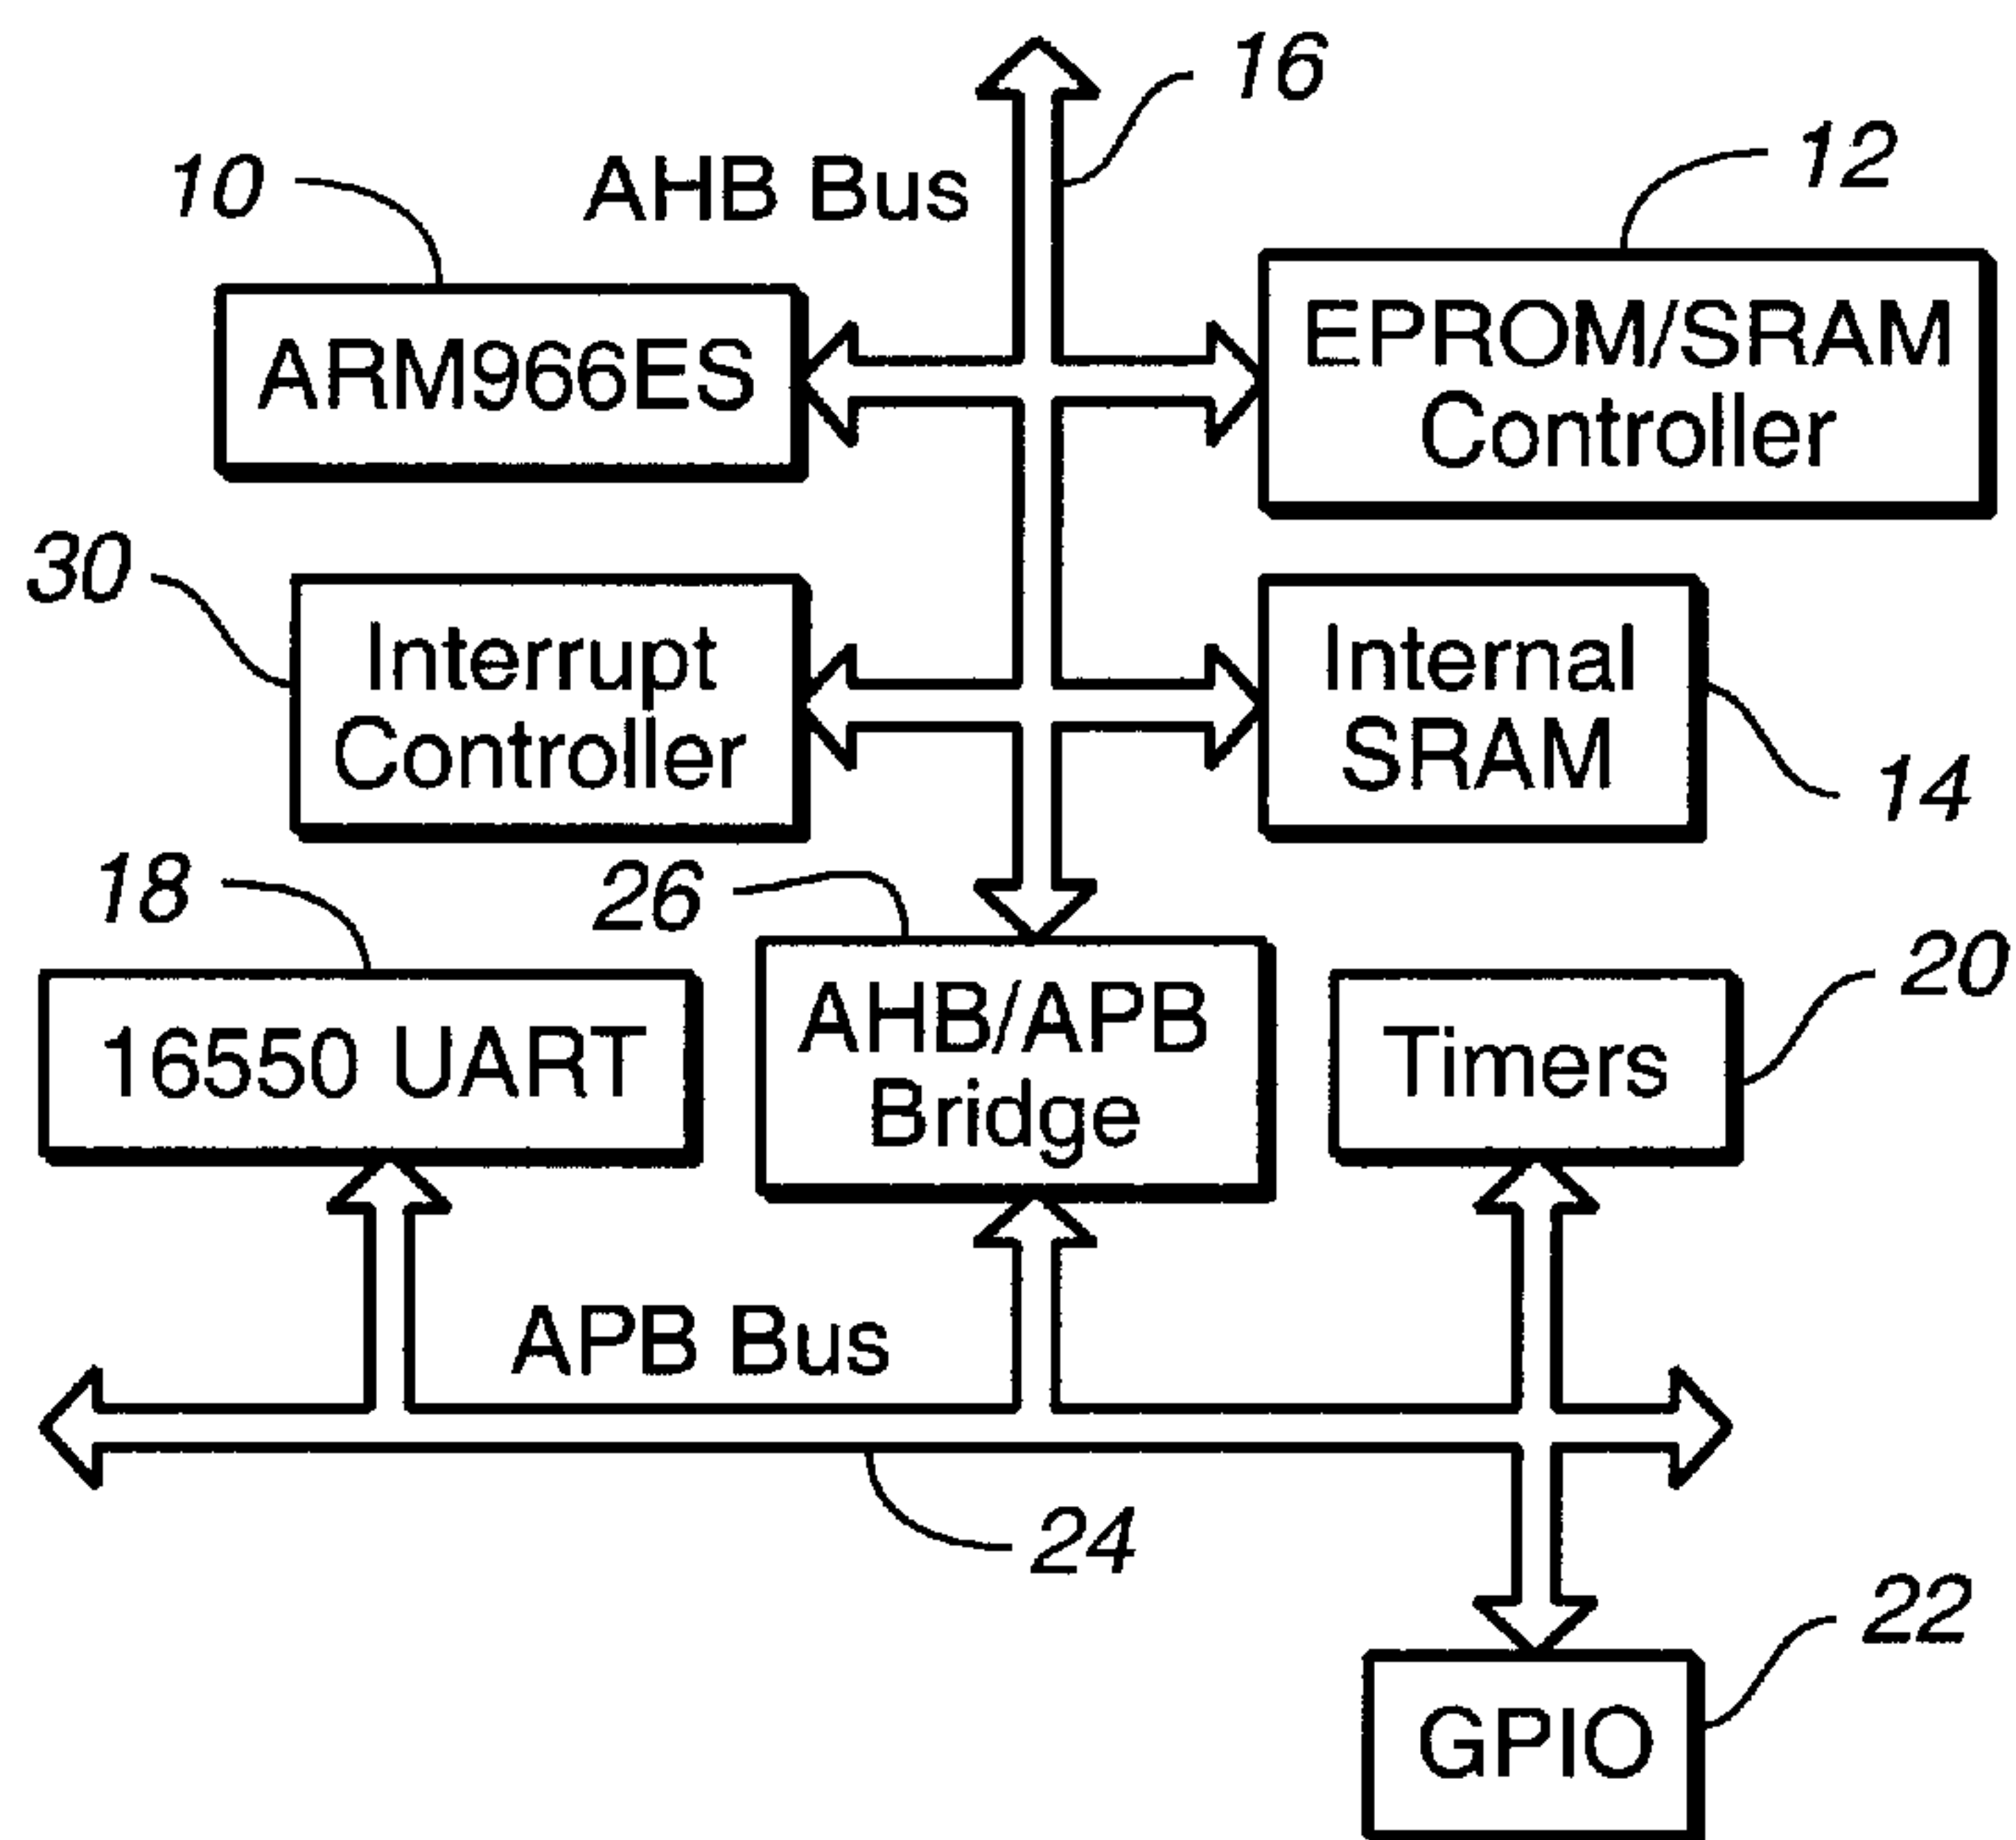 16
12
10
AHB Bus
ARM966ES
EPROM/SRAM
Controller
30
Interrupt
Controller
Internal
SRAM
14
18
26
20
16550 UART
AHB/APB
Bridge
Timers
APB Bus
24
22
GPIO